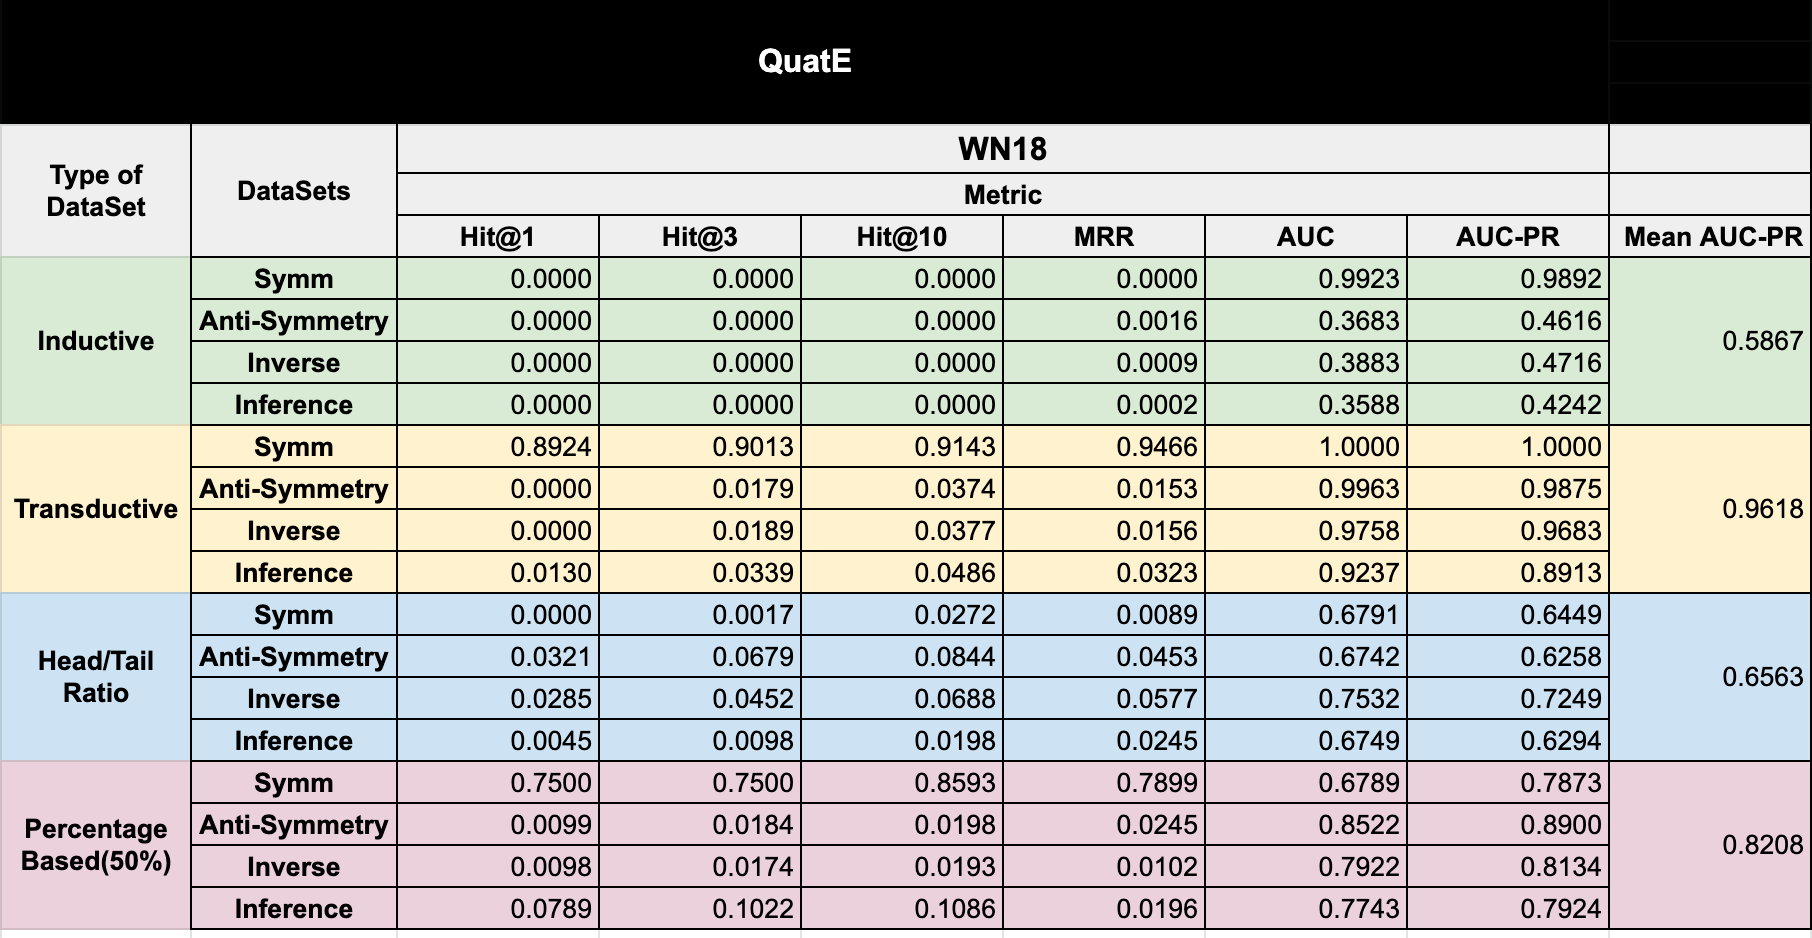 QuatE
Type of DataSet DataSets WN18
Metric
Hit@1 Hit@3 Hit@10 MRR AUC AUC-PR Mean AUC-PR
Inductive Symm 0.0000 0.0000 0.0000 0.0000 0.9923 0.9892 0.5867
Anti-Symmetry 0.0000 0.0000 0.0000 0.0016 0.3683 0.4616
Inverse 0.0000 0.0000 0.0000 0.0009 0.3883 0.4716
Inference 0.0000 0.0000 0.0000 0.0002 0.3588 0.4242
Transductive Symm 0.8924 0.9013 0.9143 0.9466 1.0000 1.0000 0.9618
Anti-Symmetry 0.0000 0.0179 0.0374 0.0153 0.9963 0.9875
Inverse 0.0000 0.0189 0.0377 0.0156 0.9758 0.9683
Inference 0.0130 0.0339 0.0486 0.0323 0.9237 0.8913
Head/Tail Ratio Symm 0.0000 0.0017 0.0272 0.0089 0.6791 0.6449 0.6563
Anti-Symmetry 0.0321 0.0679 0.0844 0.0453 0.6742 0.6258
Inverse 0.0285 0.0452 0.0688 0.0577 0.7532 0.7249
Inference 0.0045 0.0098 0.0198 0.0245 0.6749 0.6294
Percentage Based(50%) Symm 0.7500 0.7500 0.8593 0.7899 0.6789 0.7873 0.8208
Anti-Symmetry 0.0099 0.0184 0.0198 0.0245 0.8522 0.8900
Inverse 0.0098 0.0174 0.0193 0.0102 0.7922 0.8134
Inference 0.0789 0.1022 0.1086 0.0196 0.7743 0.7924